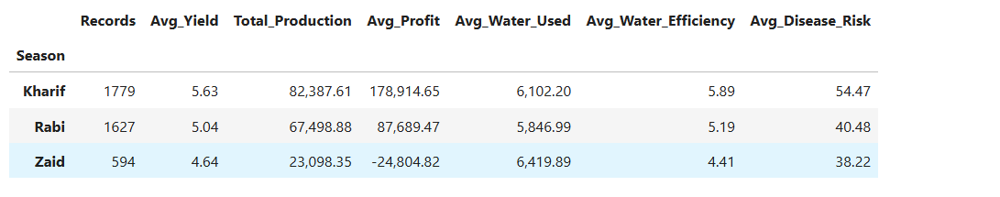 Records Avg_Yield Total_Production Avg_Profit Avg_Water_Used Avg_Water_Efficiency Avg_Disease_Risk
Season
Kharif 1779 5.63 82,387.61 178,914.65 6,102.20 5.89 54.47
Rabi 1627 5.04 67,498.88 87,689.47 5,846.99 5.19 40.48
Zaid 594 4.64 23,098.35 -24,804.82 6,419.89 4.41 38.22